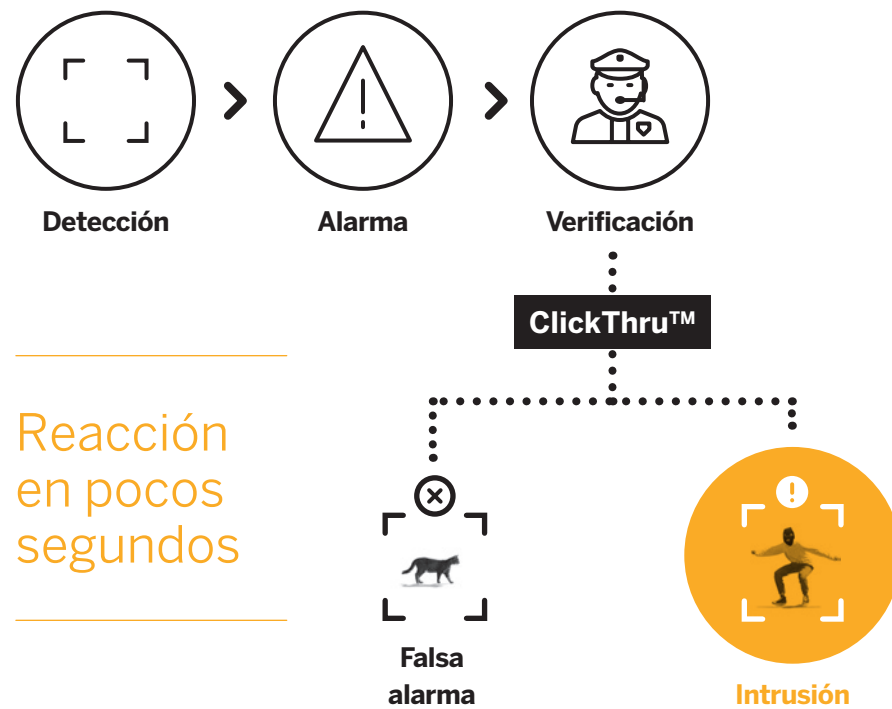 Detección
Alarma
Verificación
ClickThru™
Reacción
en pocos
segundos
Falsa
alarma
Intrusión